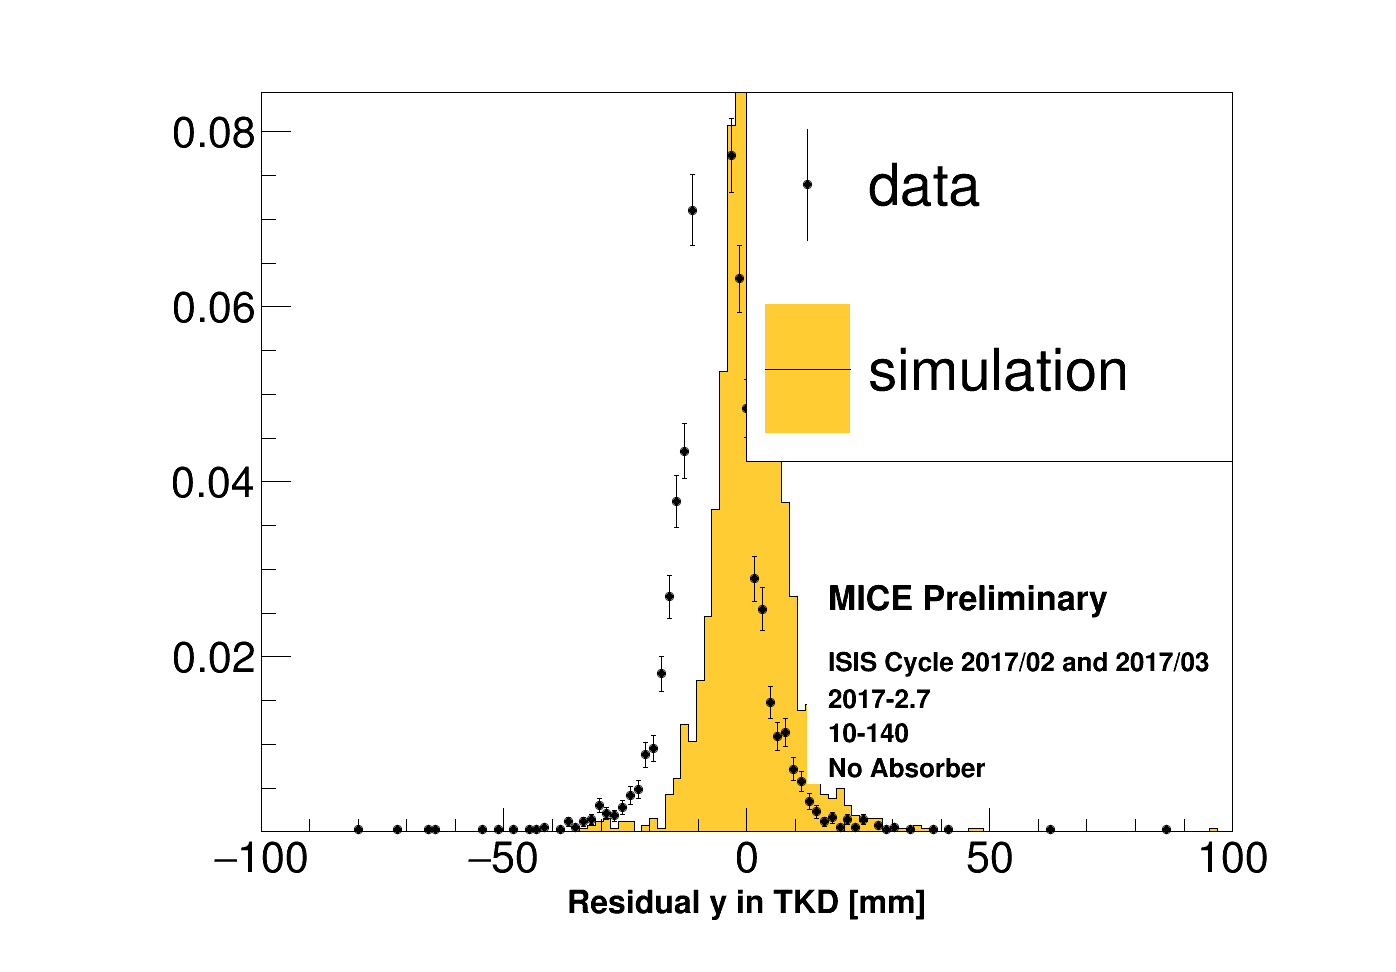 0.08
0.06
0.04
0.02
data
simulation
MICE Preliminary
ISIS Cycle 2017/02 and 2017/03
2017-2.7
10-140
No Absorber
−100 −50 0 50 100
Residual y in TKD [mm]